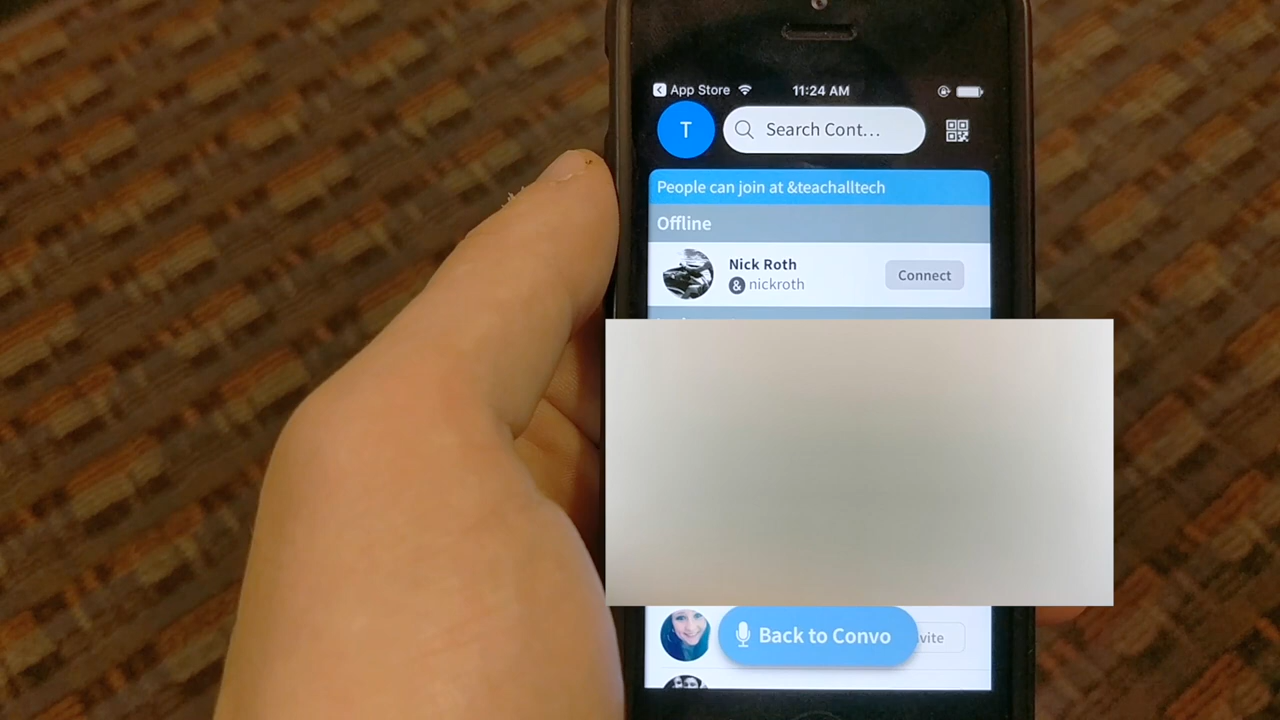 App Store
11:24 AM
T
Search Cont...
People can join at &teachalltech
Offline
Nick Roth
& nickroth
Connect
Back to Convo
vite